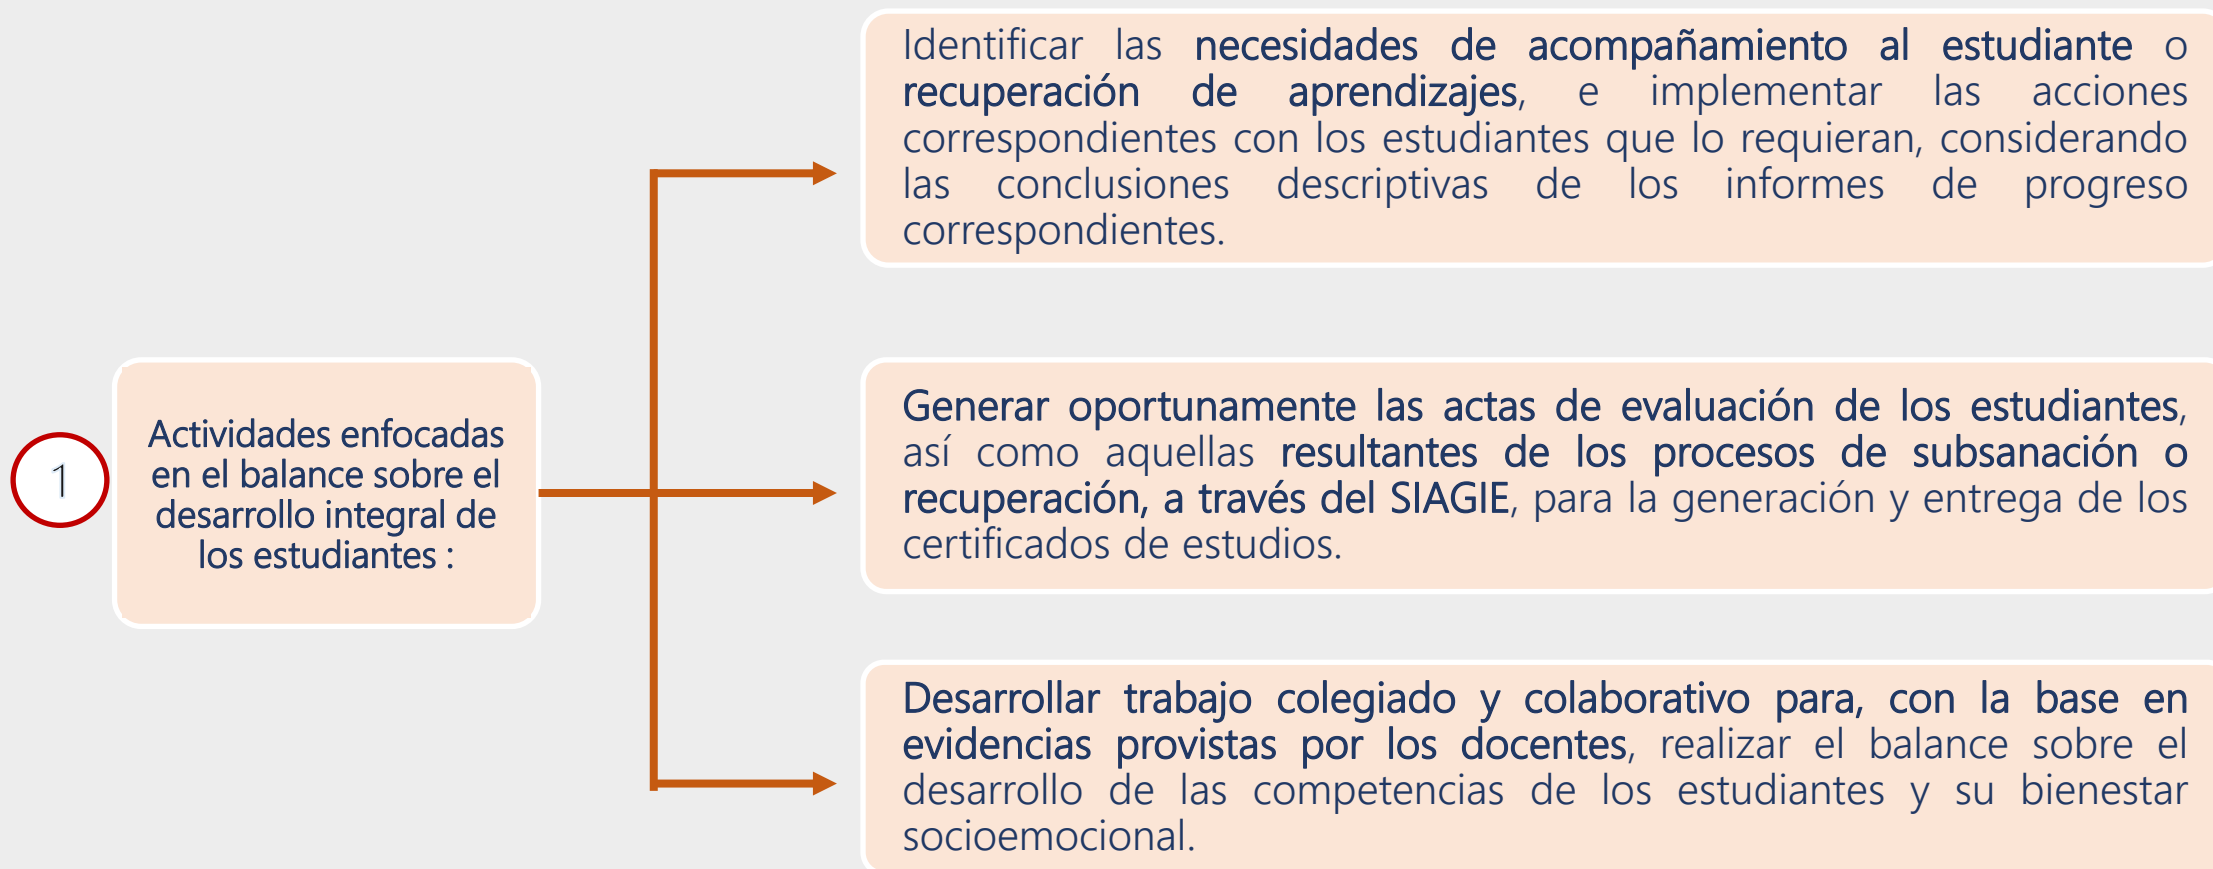 1
Actividades enfocadas
en el balance sobre el
desarrollo integral de
los estudiantes :
Identificar las necesidades de acompañamiento al estudiante o
recuperación de aprendizajes, e implementar las acciones
correspondientes con los estudiantes que lo requieran, considerando
las conclusiones descriptivas de los informes de progreso
correspondientes.
Generar oportunamente las actas de evaluación de los estudiantes,
así como aquellas resultantes de los procesos de subsanación o
recuperación, a través del SIAGIE, para la generación y entrega de los
certificados de estudios.
Desarrollar trabajo colegiado y colaborativo para, con la base en
evidencias provistas por los docentes, realizar el balance sobre el
desarrollo de las competencias de los estudiantes y su bienestar
socioemocional.